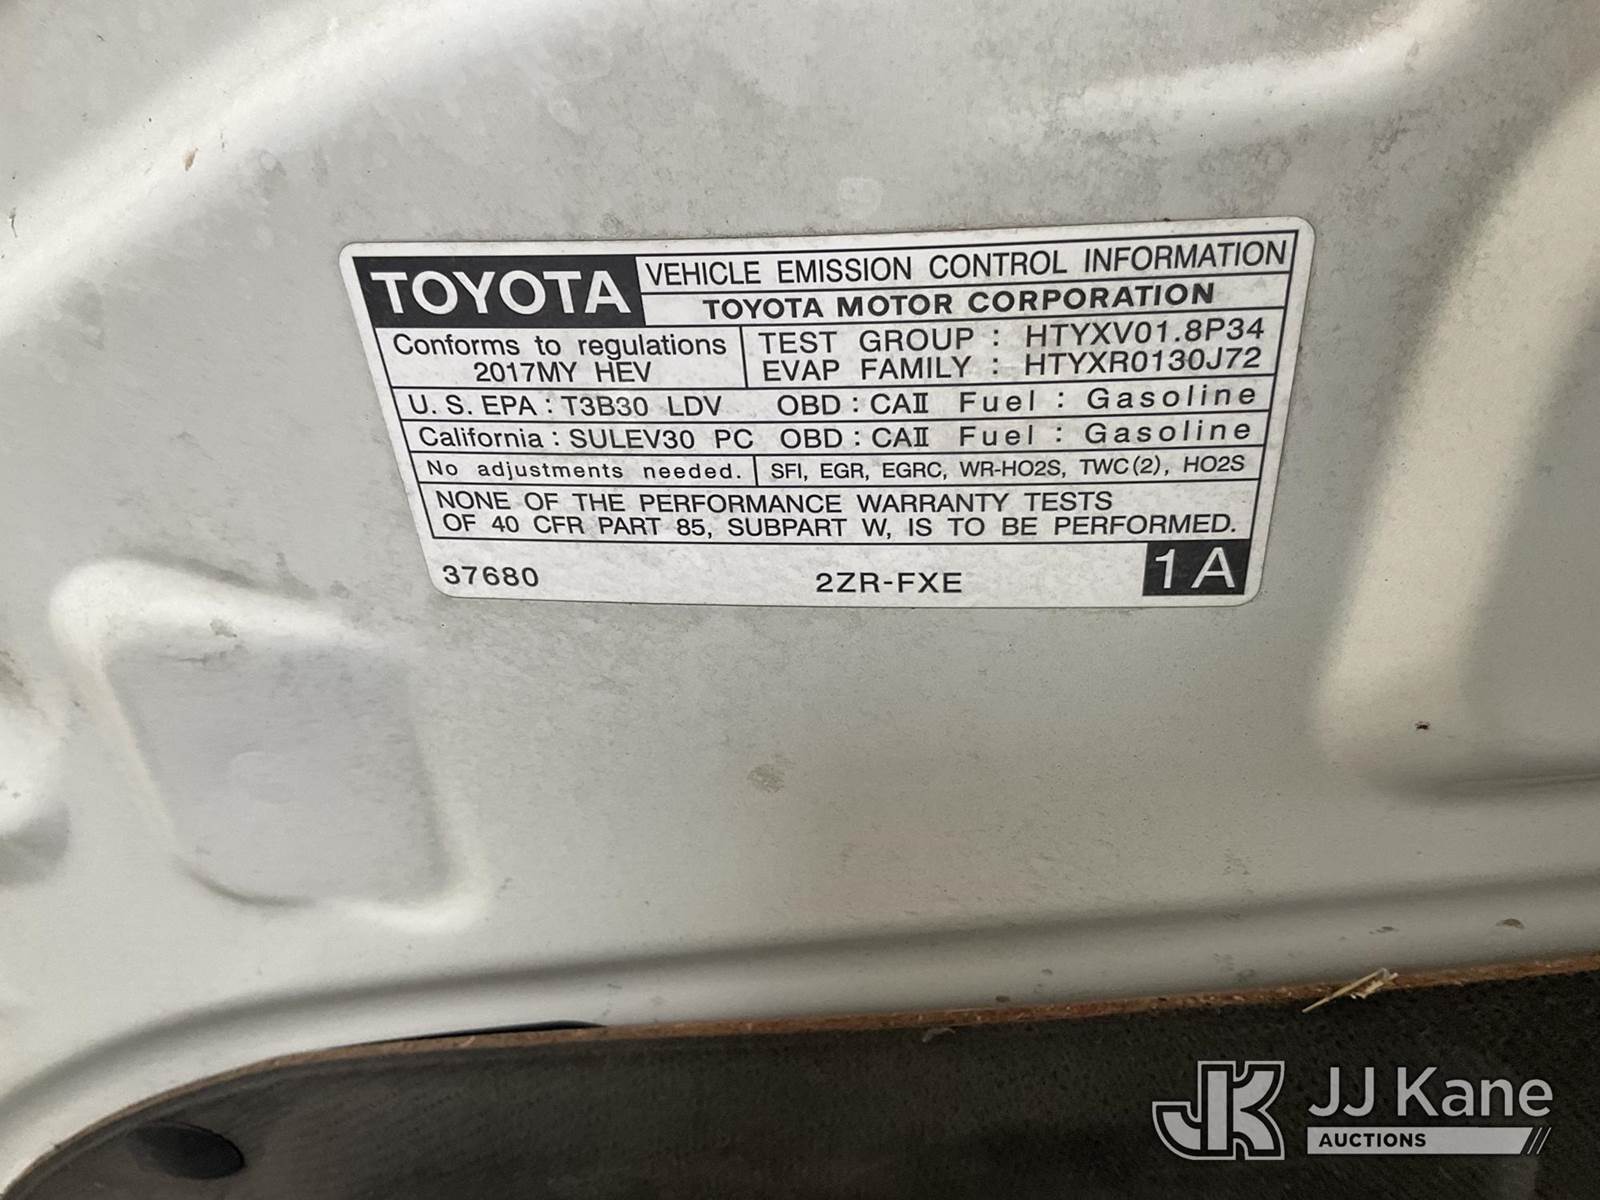 TOYOTA VEHICLE EMISSION CONTROL INFORMATION
TOYOTA MOTOR CORPORATION
Conforms to regulations
2017MY HEV
TEST GROUP : HTYXV01.8P34
EVAP FAMILY : HTYXR0130J72
U.S.EPA : T3B30 LDV OBD : CAⅡ Fuel : Gasoline
California : SULEV30 PC OBD : CAⅡ Fuel : Gasoline
No adjustments needed. SFI, EGR, EGRC, WR-HO2S, TWC(2), HO2S
NONE OF THE PERFORMANCE WARRANTY TESTS
OF 40 CFR PART 85, SUBPART W, IS TO BE PERFORMED.
37680 2ZR-FXE 1A
JK JJ Kane
AUCTIONS